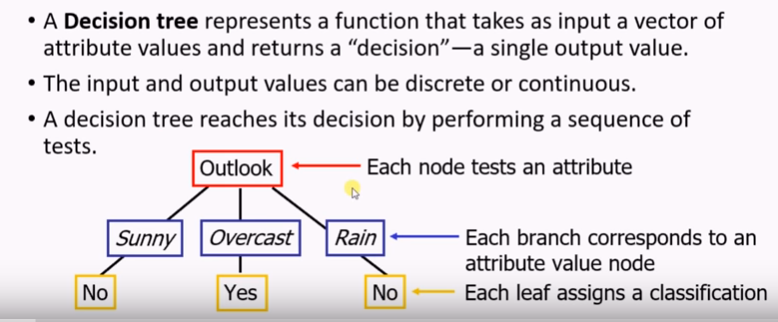 • A Decision tree represents a function that takes as input a vector of
attribute values and returns a “decision”—a single output value.
• The input and output values can be discrete or continuous.
• A decision tree reaches its decision by performing a sequence of
tests.
Outlook Each node tests an attribute
Sunny Overcast Rain Each branch corresponds to an
attribute value node
No Yes No Each leaf assigns a classification